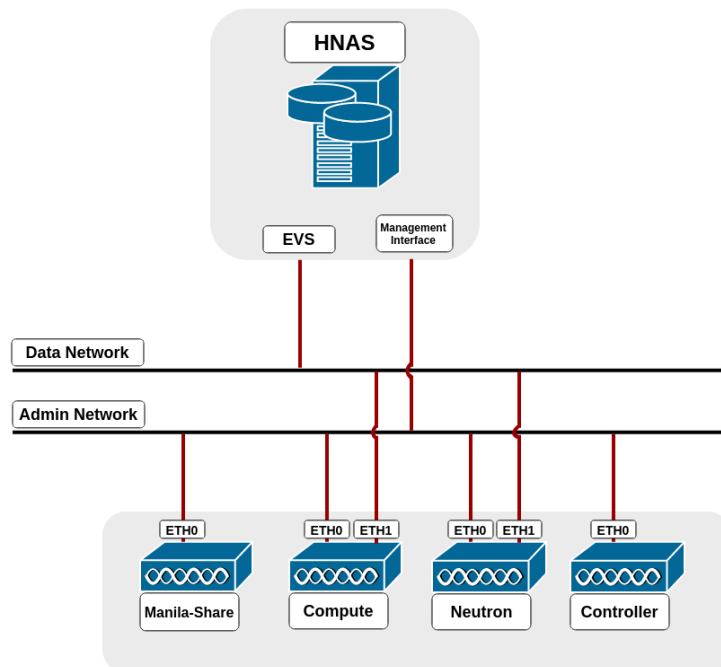 HNAS
EVS
Management
Interface
Data Network
Admin Network
ETH0
ETH0
ETH1
ETH0
ETH1
ETH0
Manila-Share
Compute
Neutron
Controller